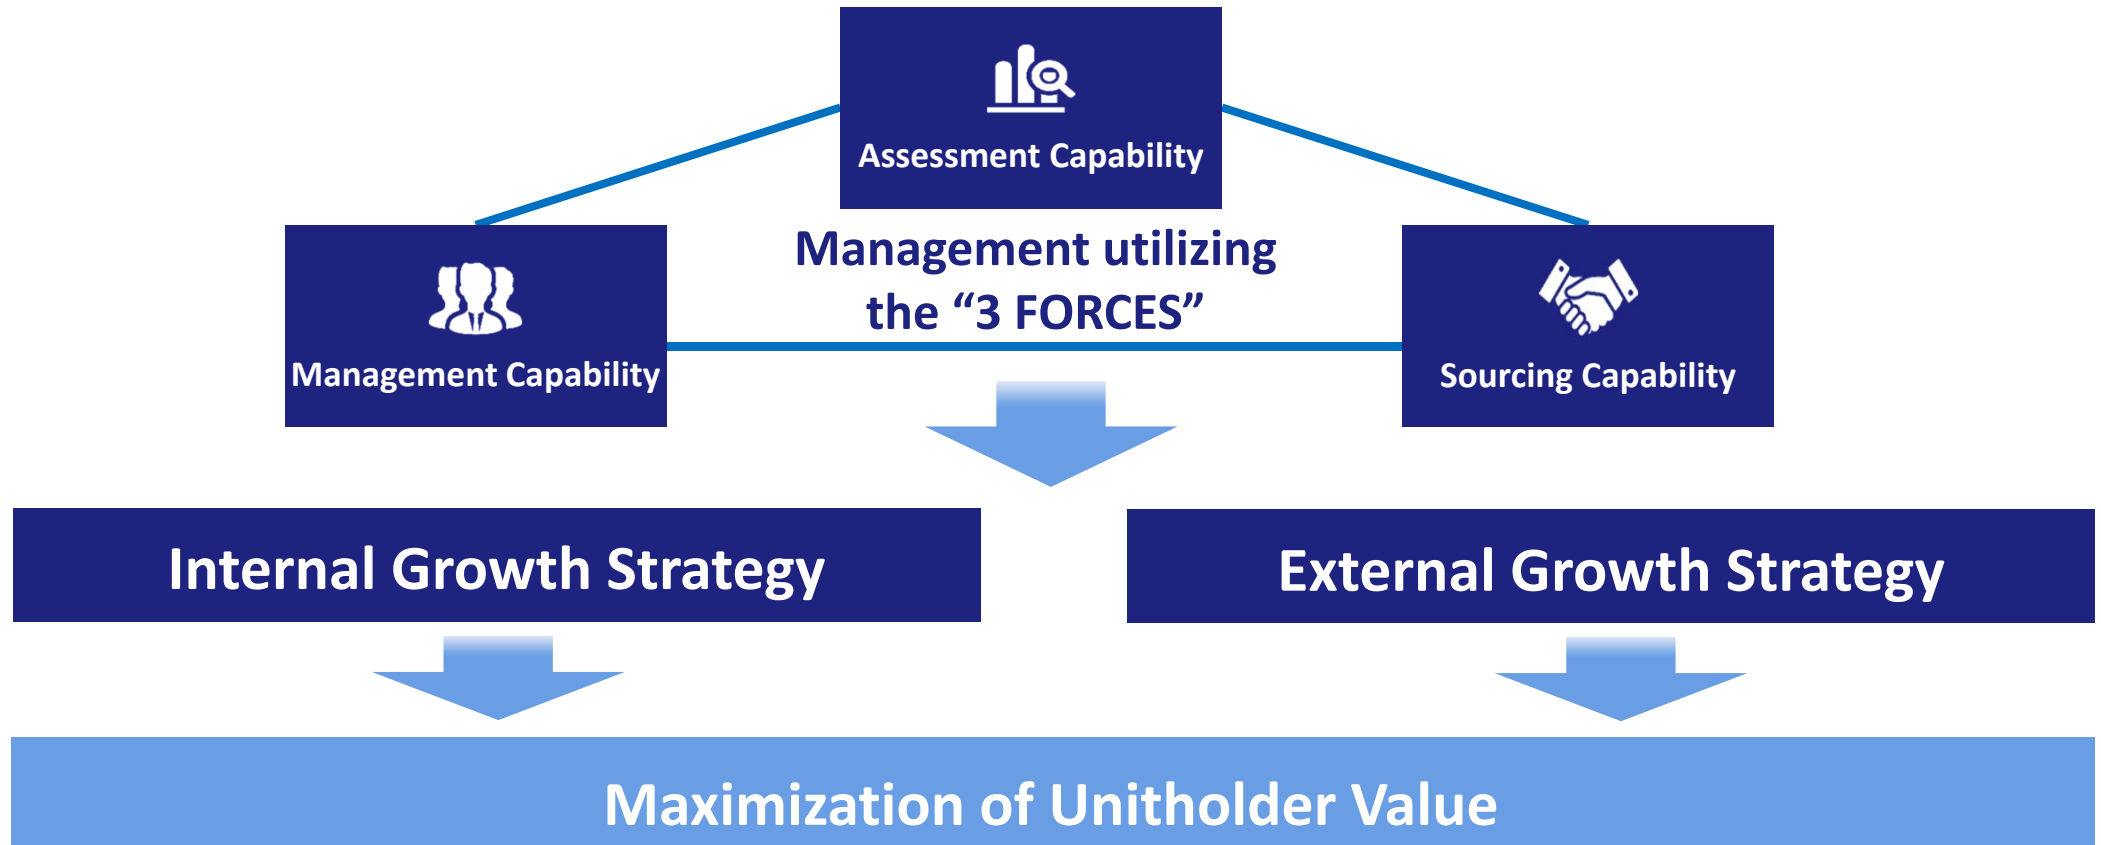 Assessment Capability
Management utilizing
the “3 FORCES”
Management Capability
Sourcing Capability
Internal Growth Strategy
External Growth Strategy
Maximization of Unitholder Value